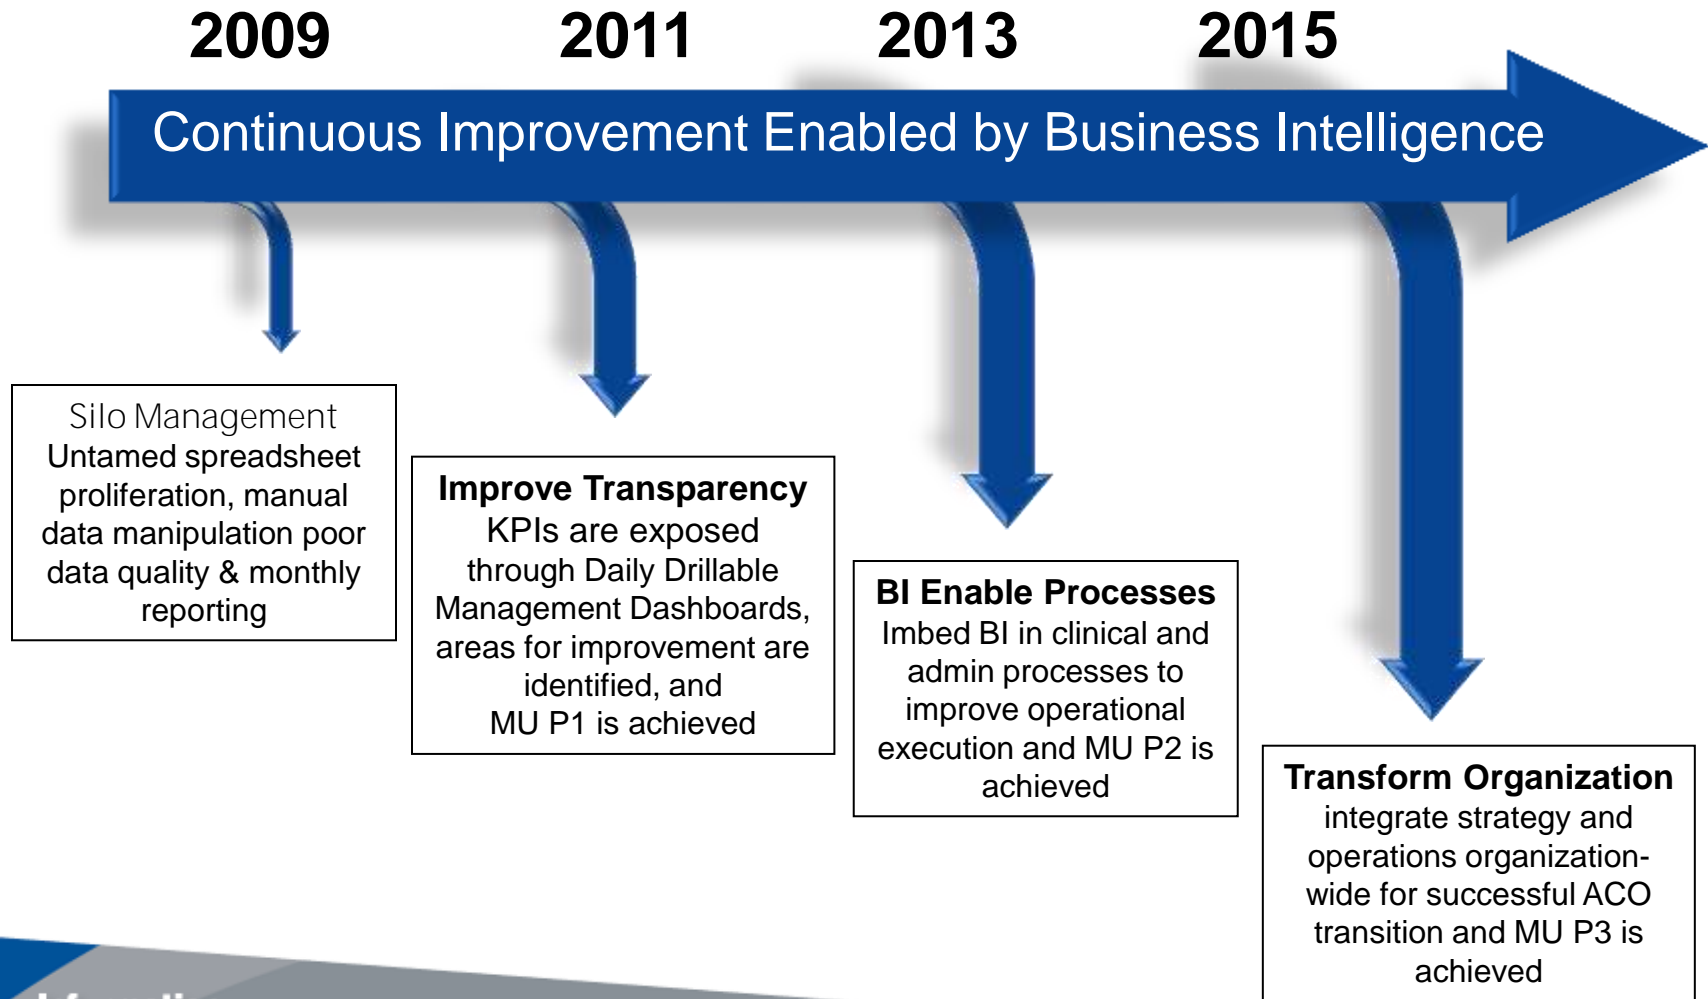 2009 2011 2013 2015
Continuous Improvement Enabled by Business Intelligence
Silo Management
Untamed spreadsheet
proliferation, manual
data manipulation poor
data quality & monthly
reporting
Improve Transparency
KPIs are exposed
through Daily Drillable
Management Dashboards,
areas for improvement are
identified, and
MU P1 is achieved
BI Enable Processes
Imbed BI in clinical and
admin processes to
improve operational
execution and MU P2 is
achieved
Transform Organization
integrate strategy and
operations organization-
wide for successful ACO
transition and MU P3 is
achieved